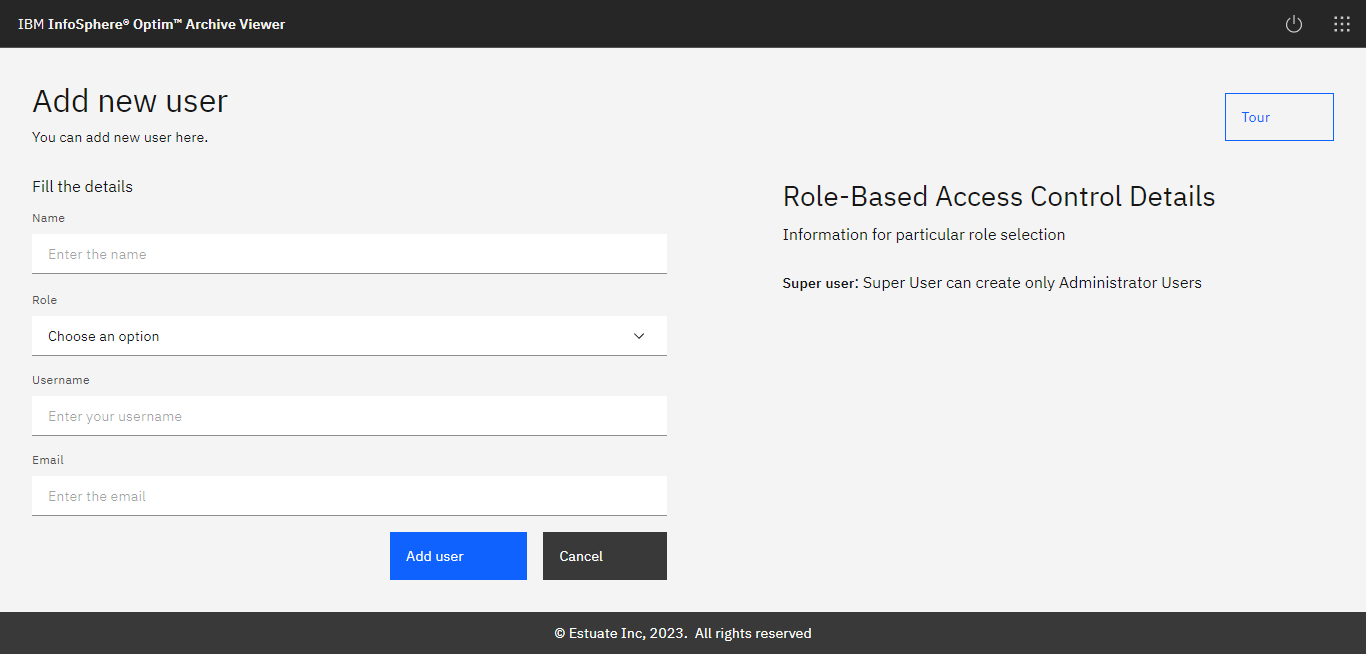 IBM InfoSphere® Optim™ Archive Viewer
Add new user
You can add new user here.
Tour
Fill the details
Name
Enter the name
Role
Choose an option
Username
Enter your username
Email
Enter the email
Add user
Cancel
Role-Based Access Control Details
Information for particular role selection
Super user: Super User can create only Administrator Users
© Estuate Inc, 2023. All rights reserved